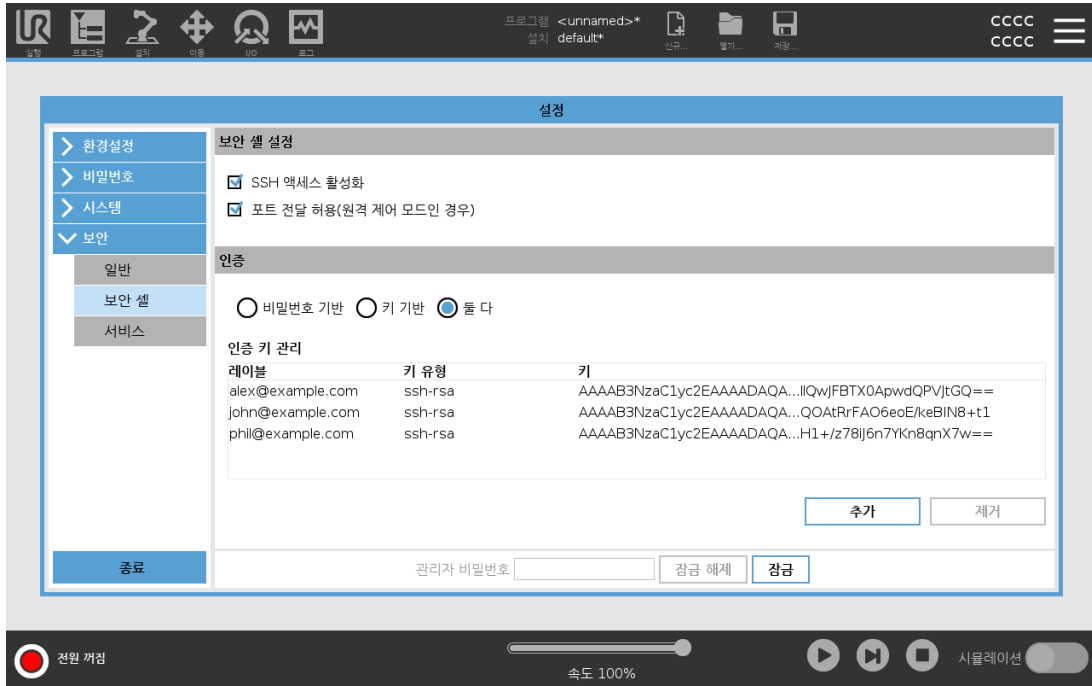 UR
프로그램 <unnamed>*
설치 default*
cccc
cccc
실행 프로그램 설치 이동 I/O 로그 신규... 열기... 저장...
설정
환경설정
비밀번호
시스템
보안
일반
보안 셸
서비스
종료
보안 셸 설정
SSH 액세스 활성화
포트 전달 허용(원격 제어 모드인 경우)
인증
비밀번호 기반 키 기반 둘 다
인증 키 관리
레이블 키 유형 키
alex@example.com ssh-rsa AAAAB3NzaC1yc2EAAAADAQA...lIQwJFBTX0ApwdQPVJtGQ==
john@example.com ssh-rsa AAAAB3NzaC1yc2EAAAADAQA...QOAtRrFAO6eoE/keBIN8+t1
phil@example.com ssh-rsa AAAAB3NzaC1yc2EAAAADAQA...H1+/z78iJ6n7YKn8qnX7w==
추가 제거
관리자 비밀번호 잠금 해제 잠금
전원 꺼짐
속도 100%
시뮬레이션